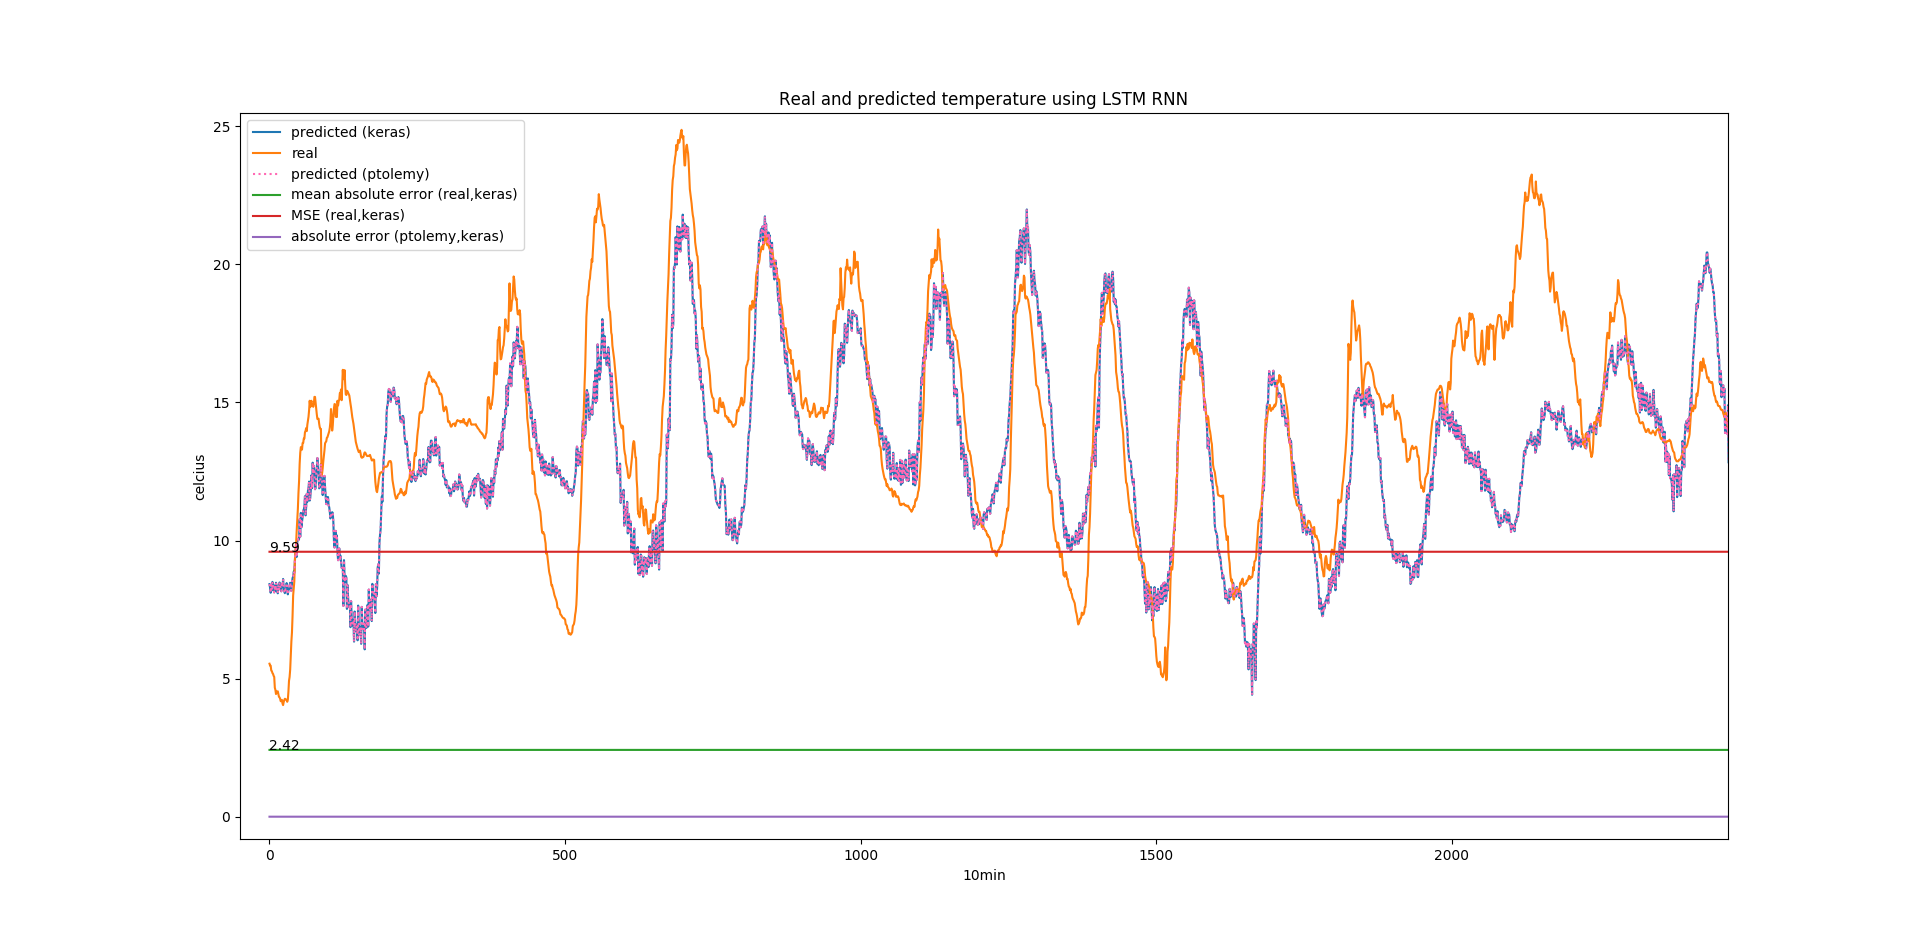 Real and predicted temperature using LSTM RNN
predicted (keras)
real
predicted (ptolemy)
mean absolute error (real,keras)
MSE (real,keras)
absolute error (ptolemy,keras)
25
20
15
10
5
0
celcius
9.59
2.42
0
500
1000
1500
2000
10min